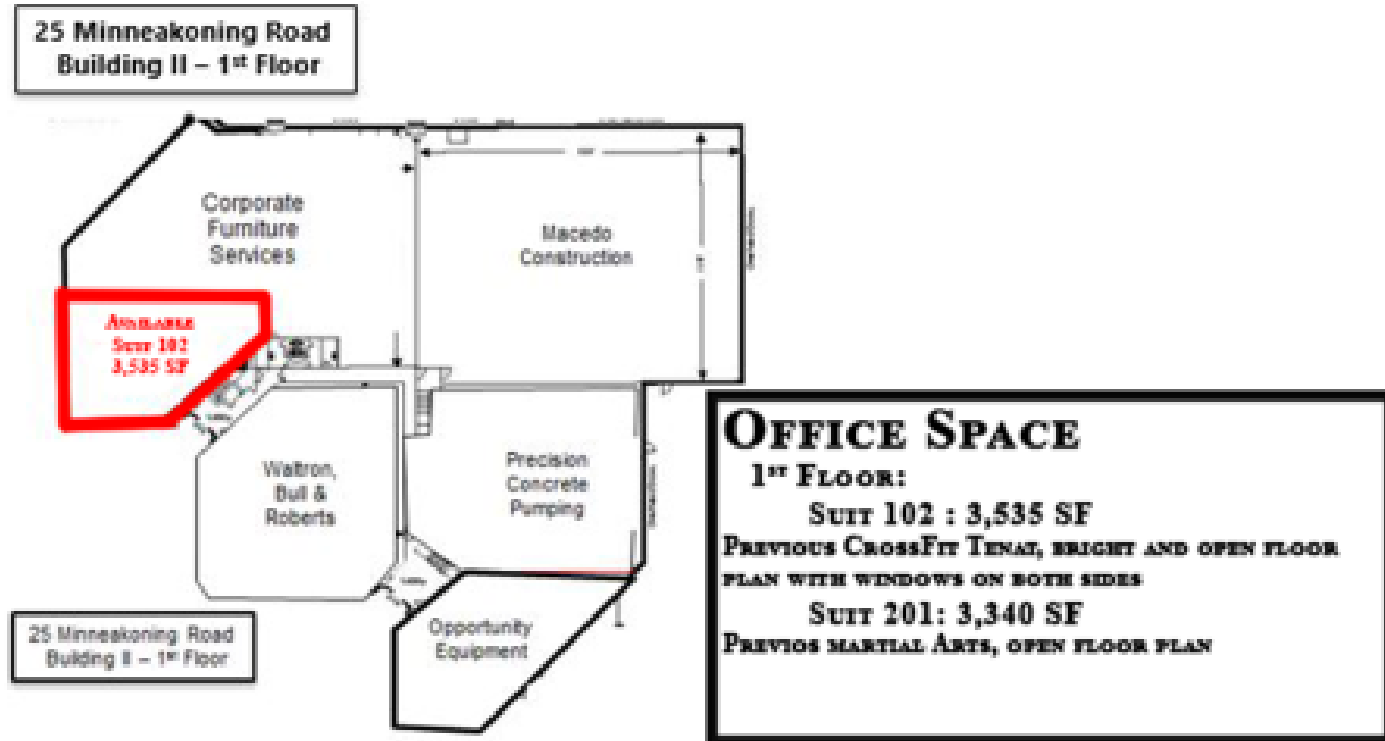 25 Minneakoning Road
Building II – 1st Floor
Corporate
Furniture
Services
Macedo
Construction
AVAILABLE
SUIT 102
3,535 SF
Waltron,
Bull &
Roberts
Precision
Concrete
Pumping
Opportunity
Equipment
25 Minneakoning Road
Building II – 1st Floor
OFFICE SPACE
1ST FLOOR:
SUIT 102 : 3,535 SF
PREVIOUS CROSSFIT TENAT, BRIGHT AND OPEN FLOOR
PLAN WITH WINDOWS ON BOTH SIDES
SUIT 201: 3,340 SF
PREVIOS MARTIAL ARTS, OPEN FLOOR PLAN